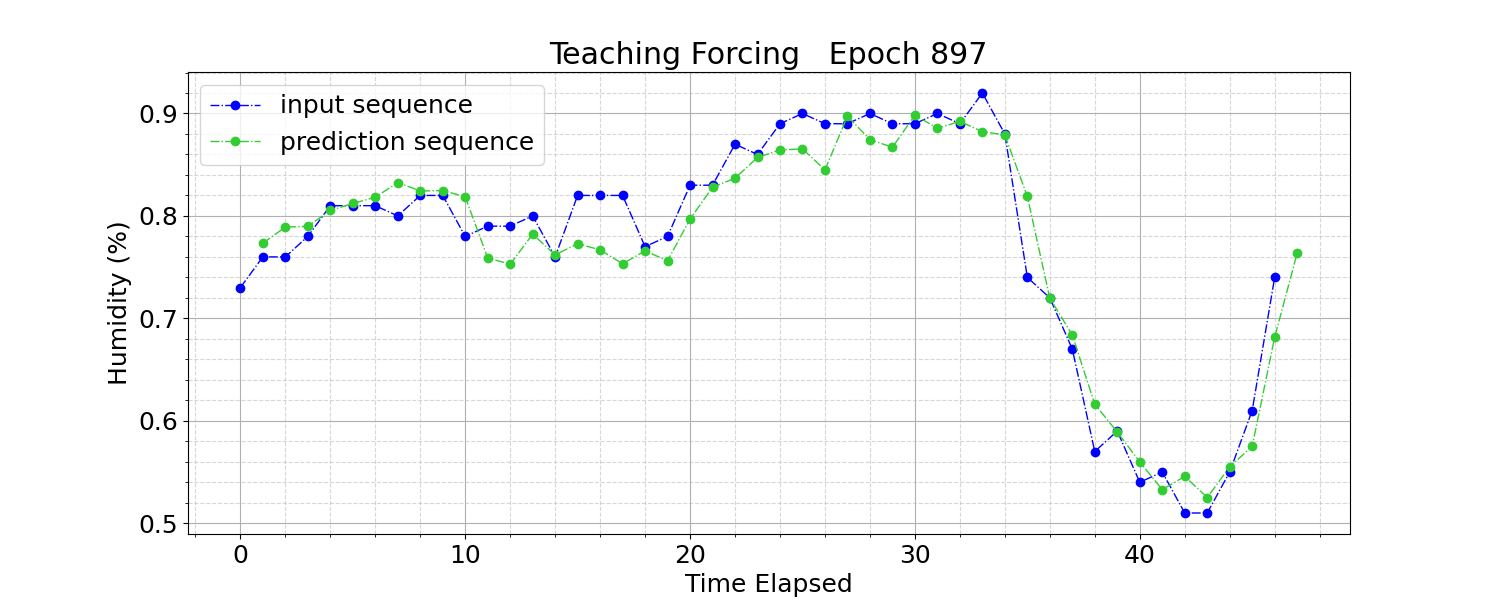 Teaching Forcing   Epoch 897
input sequence
prediction sequence
Humidity (%)
0.9
0.8
0.7
0.6
0.5
0 10 20 30 40
Time Elapsed